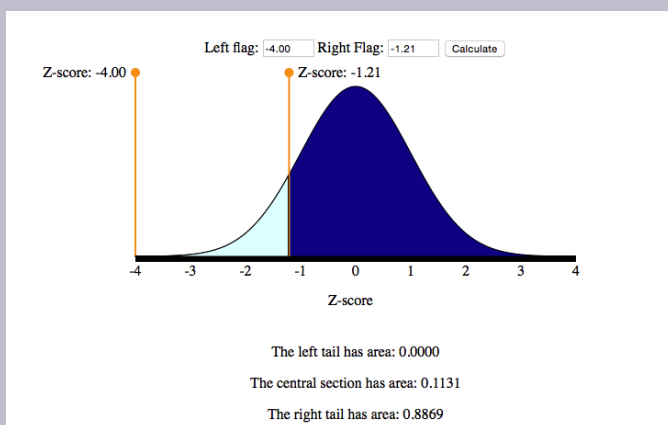 Left flag: -4.00 Right Flag: -1.21 Calculate
Z-score: -4.00 Z-score: -1.21
-4 -3 -2 -1 0 1 2 3 4
Z-score
The left tail has area: 0.0000
The central section has area: 0.1131
The right tail has area: 0.8869